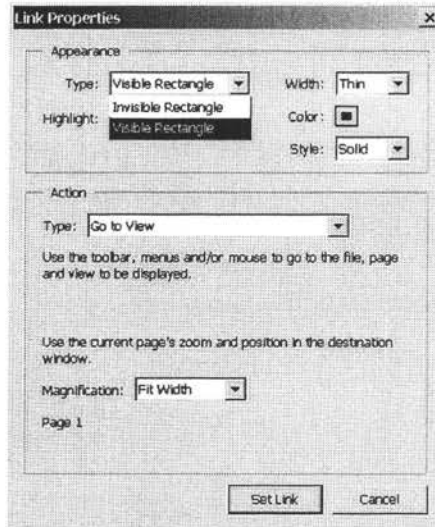 Link Properties
Appearance
Type: Visible Rectangle
Width: Thin
Invisible Rectangle
Highlight:
Visible Rectangle
Color:
Style: Solid
Action
Type: Go to View
Use the toolbar, menus and/or mouse to go to the file, page
and view to be displayed.
Use the current page's zoom and position in the destination
window.
Magnification: Fit Width
Page 1
Set Link
Cancel